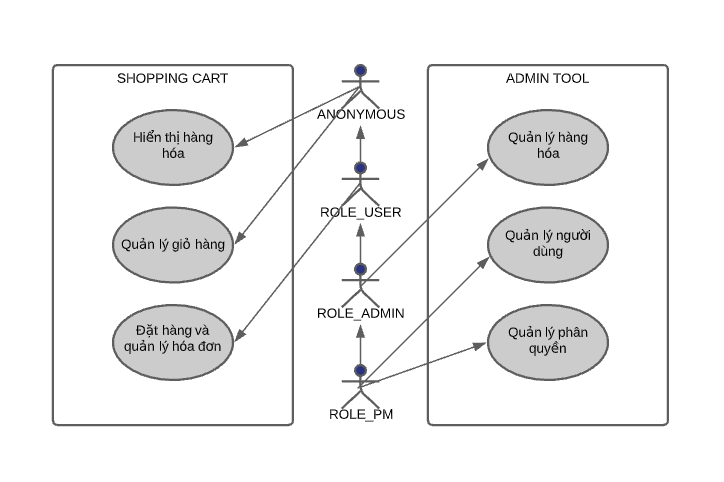 SHOPPING CART
Hiển thị hàng
hóa
Quản lý giỏ hàng
Đặt hàng và
quản lý hóa đơn
ANONYMOUS
ROLE_USER
ROLE_ADMIN
ROLE_PM
ADMIN TOOL
Quản lý hàng
hóa
Quản lý người
dùng
Quản lý phân
quyền